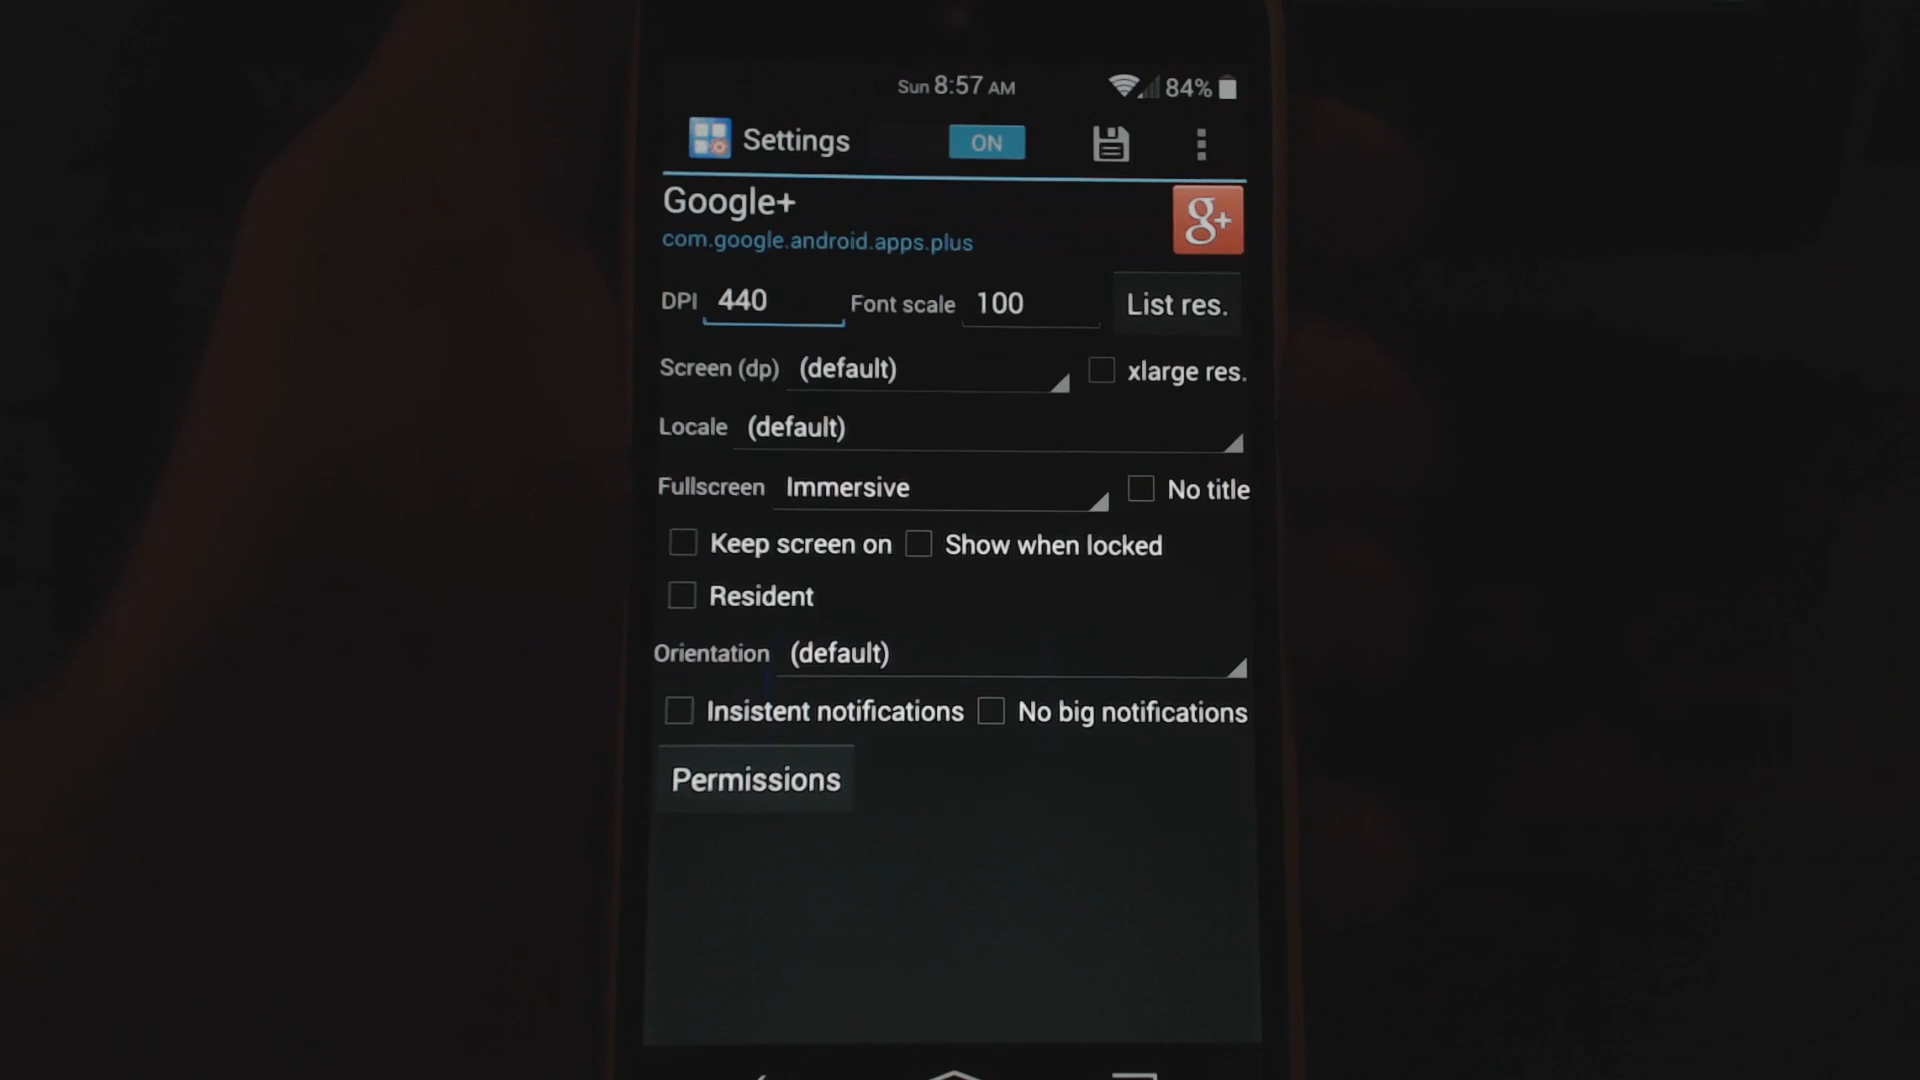 Sun 8:57 AM 84%
Settings ON
Google+
g+
com.google.android.apps.plus
DPI 440 Font scale 100 List res.
Screen (dp) (default) xlarge res.
Locale (default)
Fullscreen Immersive No title
Keep screen on Show when locked
Resident
Orientation (default)
Insistent notifications No big notifications
Permissions